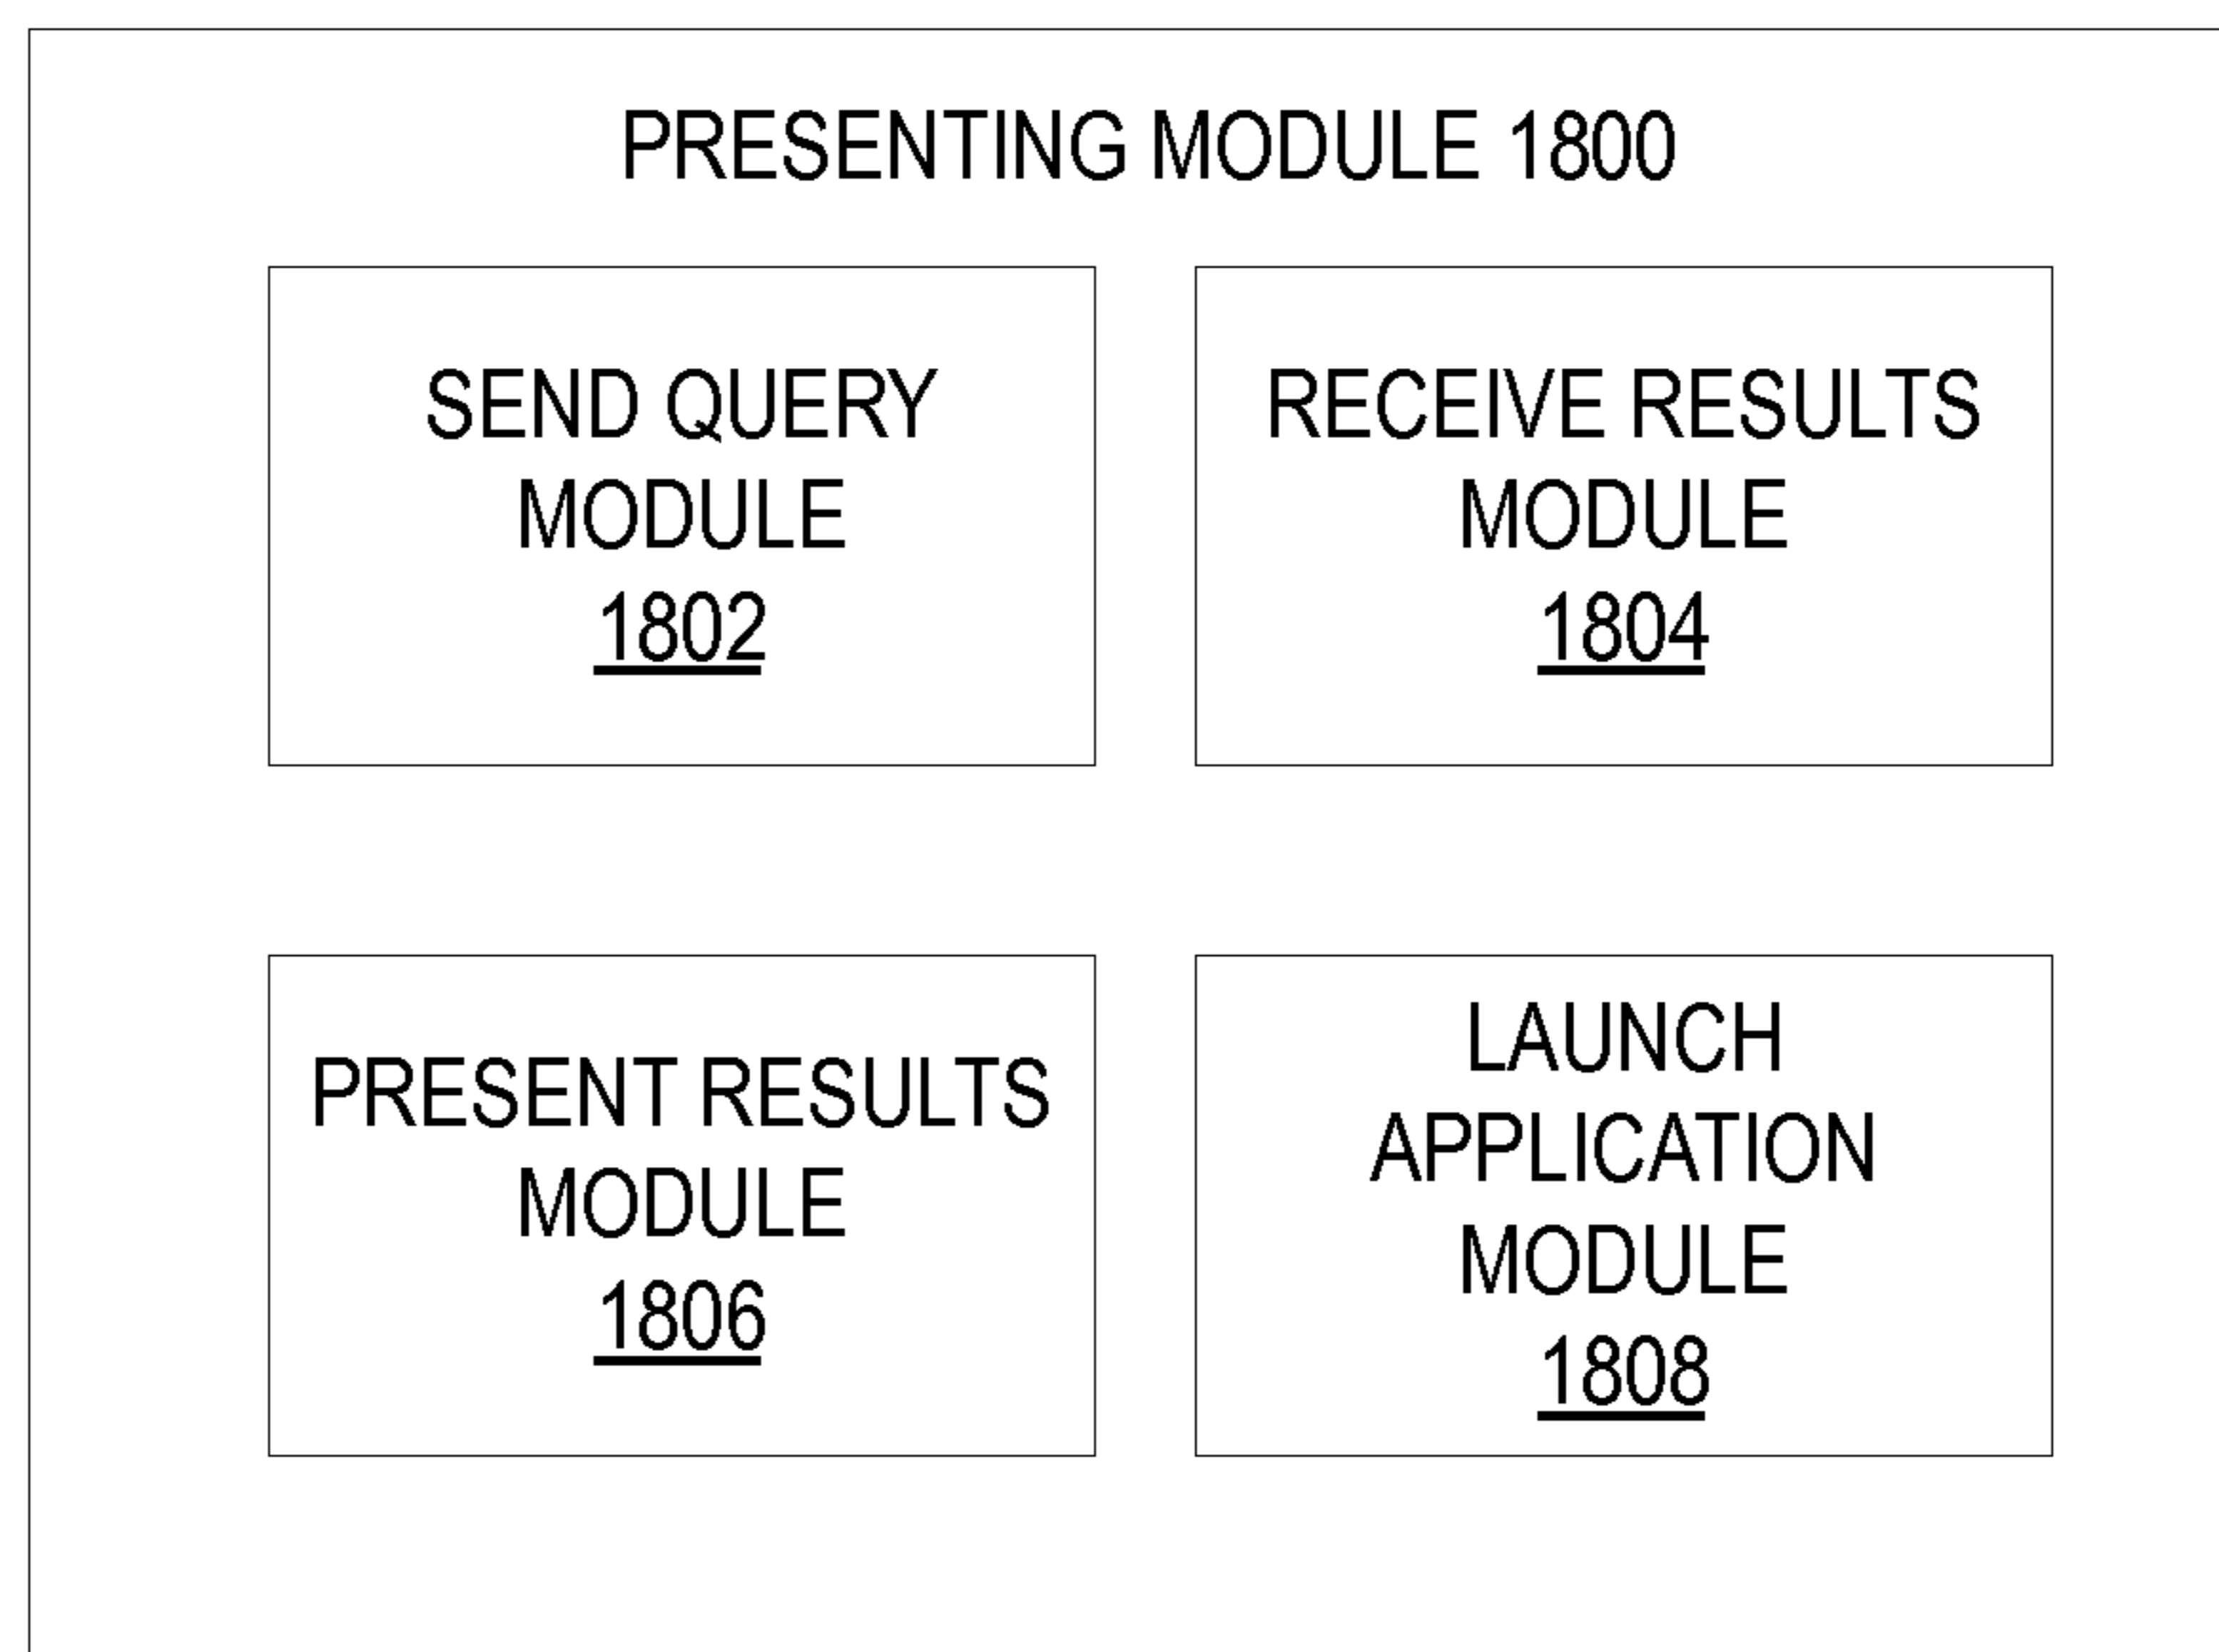 PRESENTING MODULE 1800
SEND QUERY
MODULE
1802
RECEIVE RESULTS
MODULE
1804
PRESENT RESULTS
MODULE
1806
LAUNCH
APPLICATION
MODULE
1808